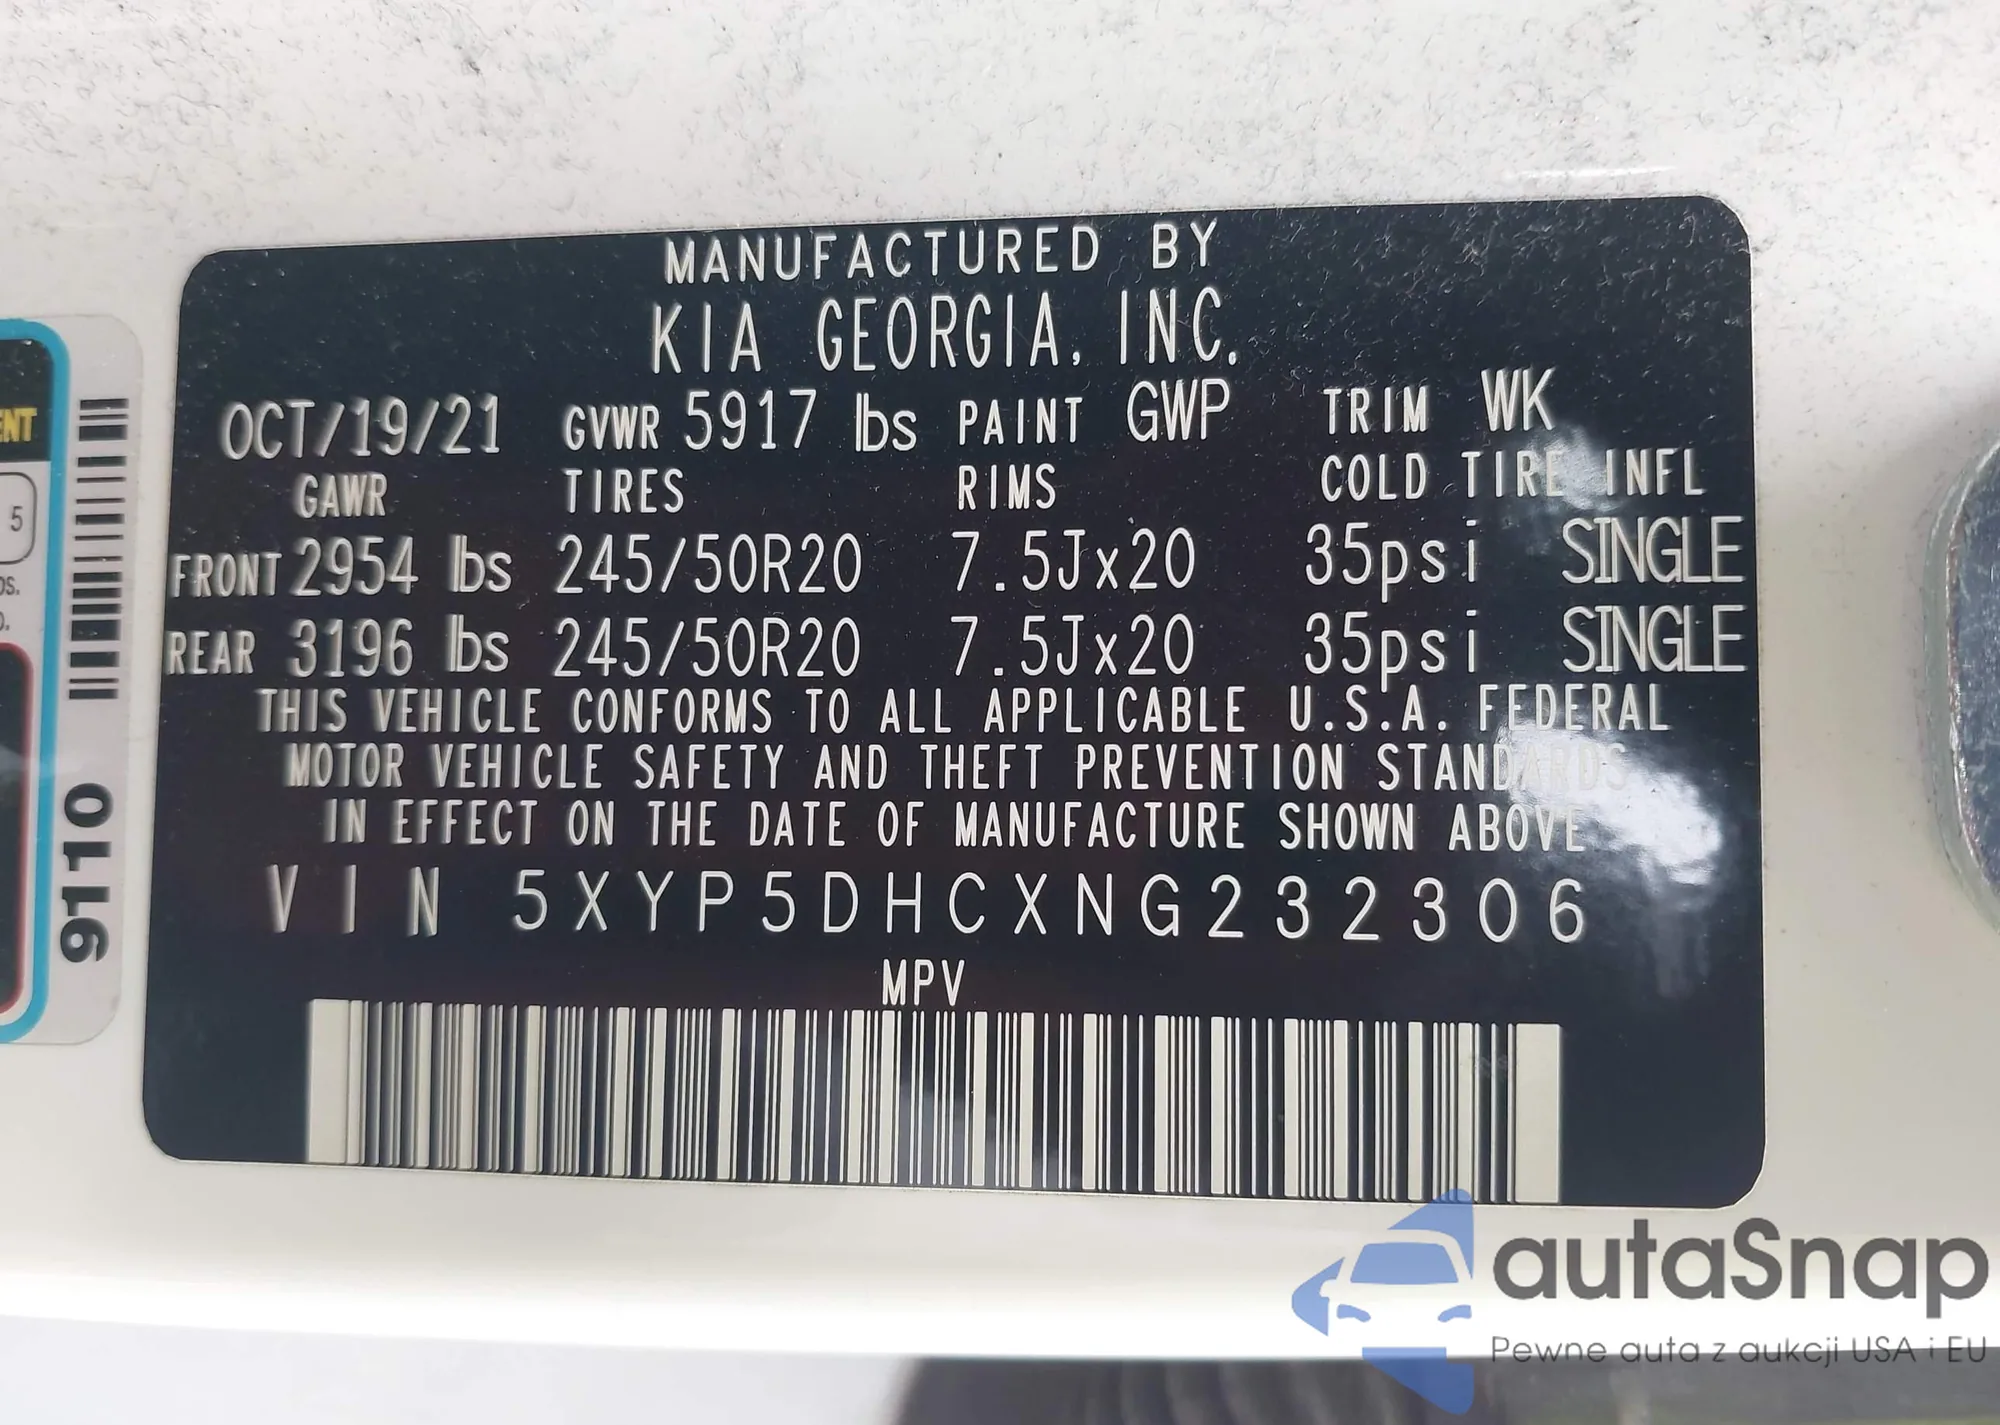 MANUFACTURED BY
KIA GEORGIA, INC.
OCT/19/21 GVWR 5917 lbs PAINT GWP TRIM WK
GAWR TIRES RIMS COLD TIRE INFL
FRONT 2954 lbs 245/50R20 7.5Jx20 35psi SINGLE
REAR 3196 lbs 245/50R20 7.5Jx20 35psi SINGLE
THIS VEHICLE CONFORMS TO ALL APPLICABLE U.S.A. FEDERAL
MOTOR VEHICLE SAFETY AND THEFT PREVENTION STANDARDS
IN EFFECT ON THE DATE OF MANUFACTURE SHOWN ABOVE
VIN 5XYP5DHCXNG232306
MPV
5
9110
autaSnap
Pewne auta z aukcji USA i EU